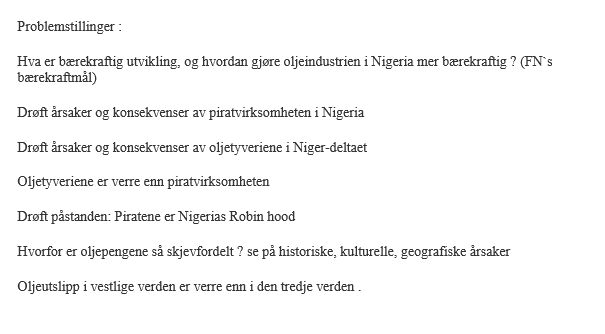 Problemstillinger :
Hva er bærekraftig utvikling, og hvordan gjøre oljeindustrien i Nigeria mer bærekraftig ? (FN`s
bærekraftmål)
Drøft årsaker og konsekvenser av piratvirksomheten i Nigeria
Drøft årsaker og konsekvenser av oljetyveriene i Niger-deltaet
Oljetyveriene er verre enn piratvirksomheten
Drøft påstanden: Piratene er Nigerias Robin hood
Hvorfor er oljepengene så skjevfordelt ? se på historiske, kulturelle, geografiske årsaker
Oljeutslipp i vestlige verden er verre enn i den tredje verden .